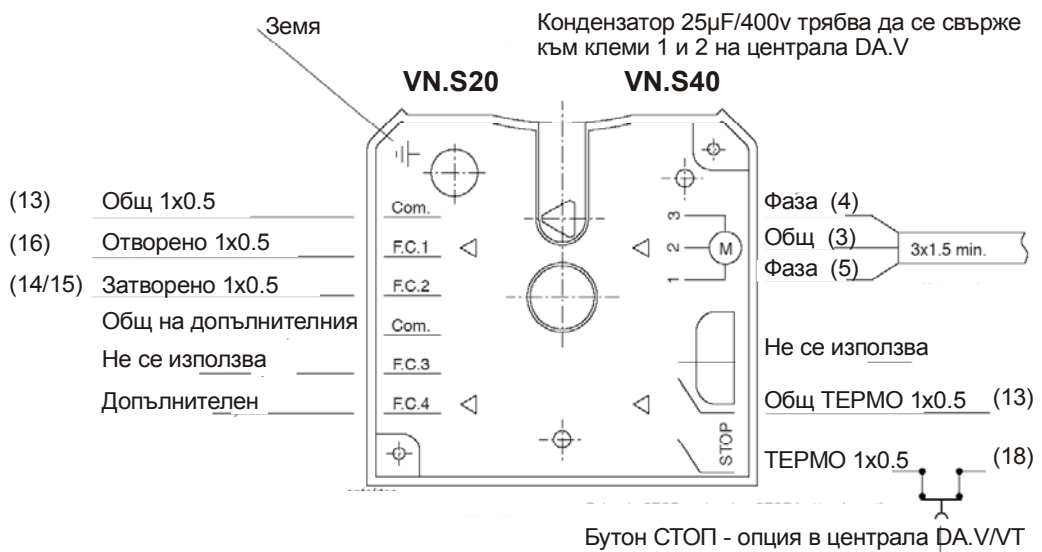 Земя
Кондензатор 25µF/400v трябва да се свърже
към клеми 1 и 2 на централа DA.V
VN.S20 VN.S40
(13) Общ 1x0.5 Com.
(16) Отворено 1x0.5 F.C.1
(14/15) Затворено 1x0.5 F.C.2
Общ на допълнителния Com.
Не се използва F.C.3
Допълнителен F.C.4
3 Фаза (4)
2 M Общ (3) 3x1.5 min.
1 Фаза (5)
Не се използва
Общ ТЕРМО 1x0.5 (13)
STOP
ТЕРМО 1x0.5 (18)
Бутон СТОП - опция в централа DA.V/VT